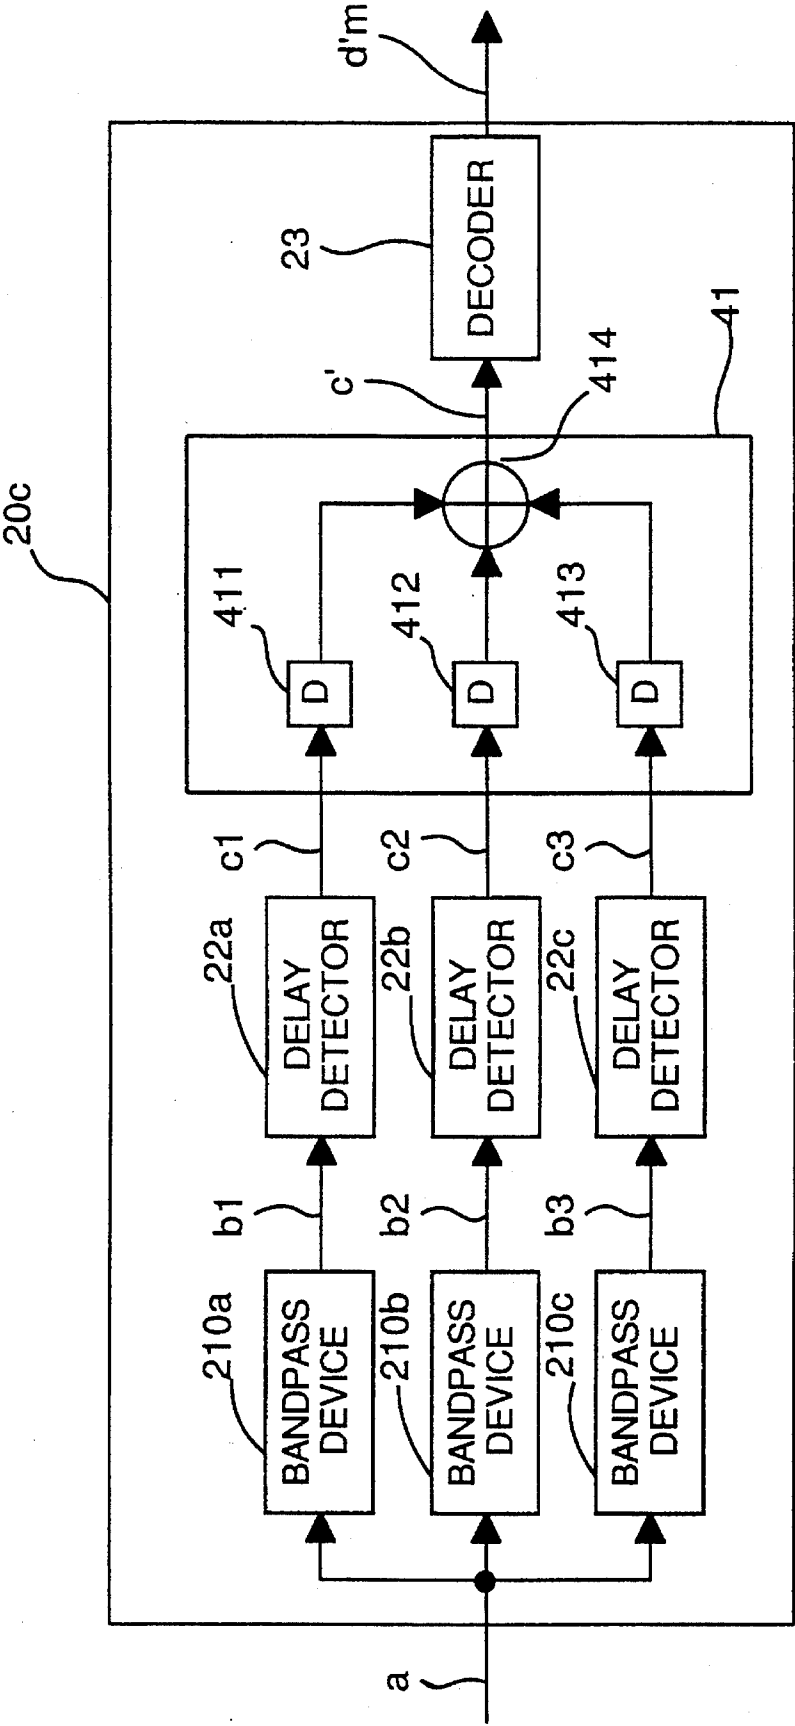 20c
a
210a
BANDPASS
DEVICE
b1
22a
DELAY
DETECTOR
c1
411
D
210b
BANDPASS
DEVICE
b2
22b
DELAY
DETECTOR
c2
412
D
210c
BANDPASS
DEVICE
b3
22c
DELAY
DETECTOR
c3
413
D
414
41
c'
23
DECODER
d'm